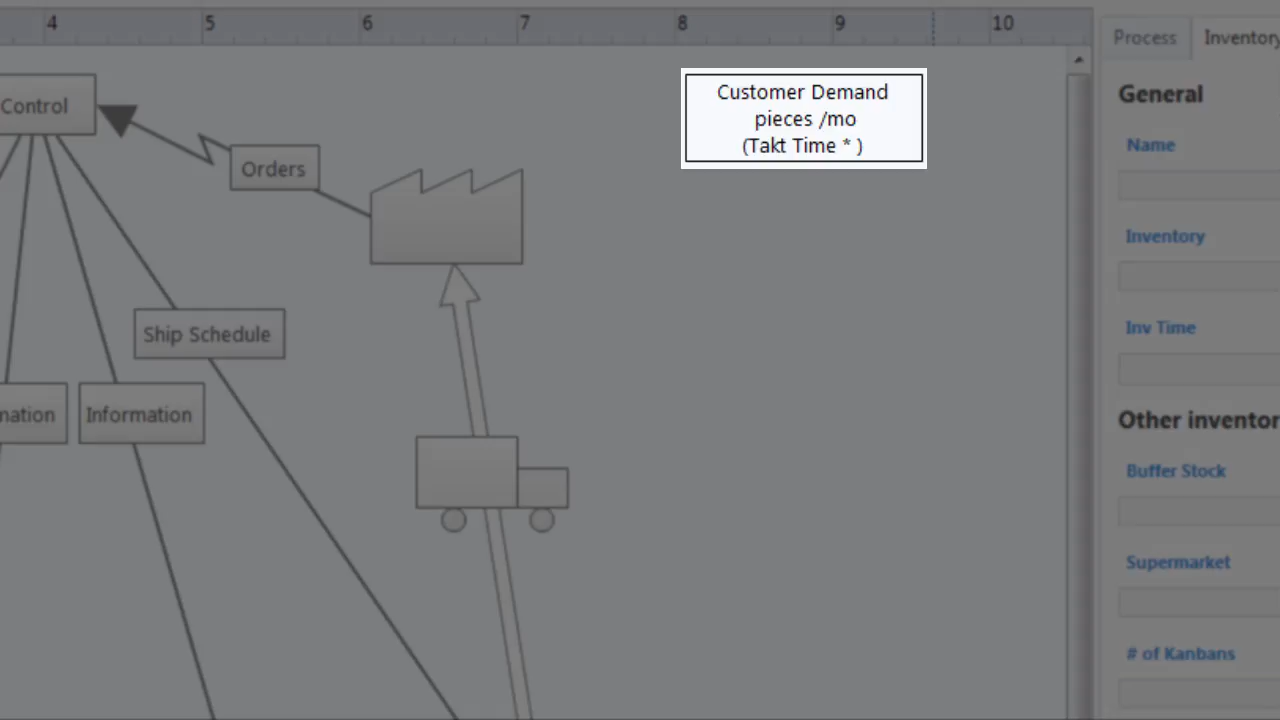 4 5 6 7 8 9 10
Control
Orders
Customer Demand
pieces /mo
(Takt Time * )
Ship Schedule
mation
Information
Process
Inventory
General
Name
Inventory
Inv Time
Other inventor
Buffer Stock
Supermarket
# of Kanbans